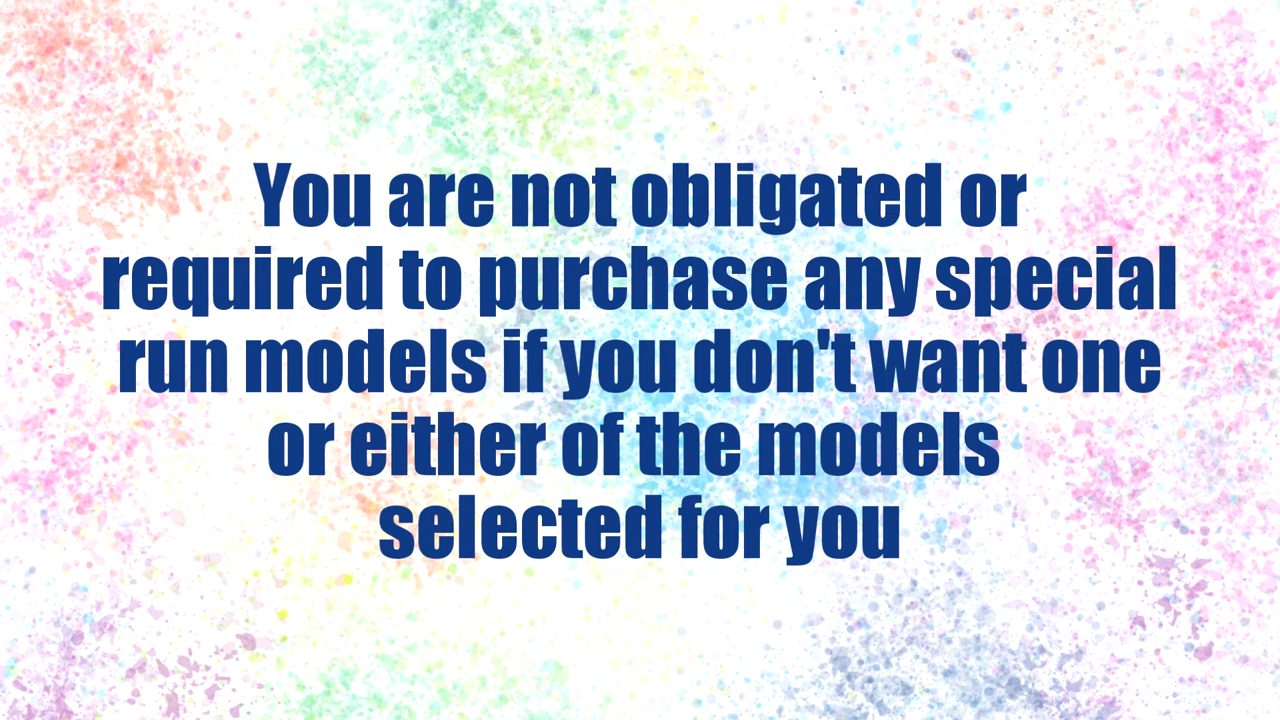 You are not obligated or
required to purchase any special
run models if you don't want one
or either of the models
selected for you